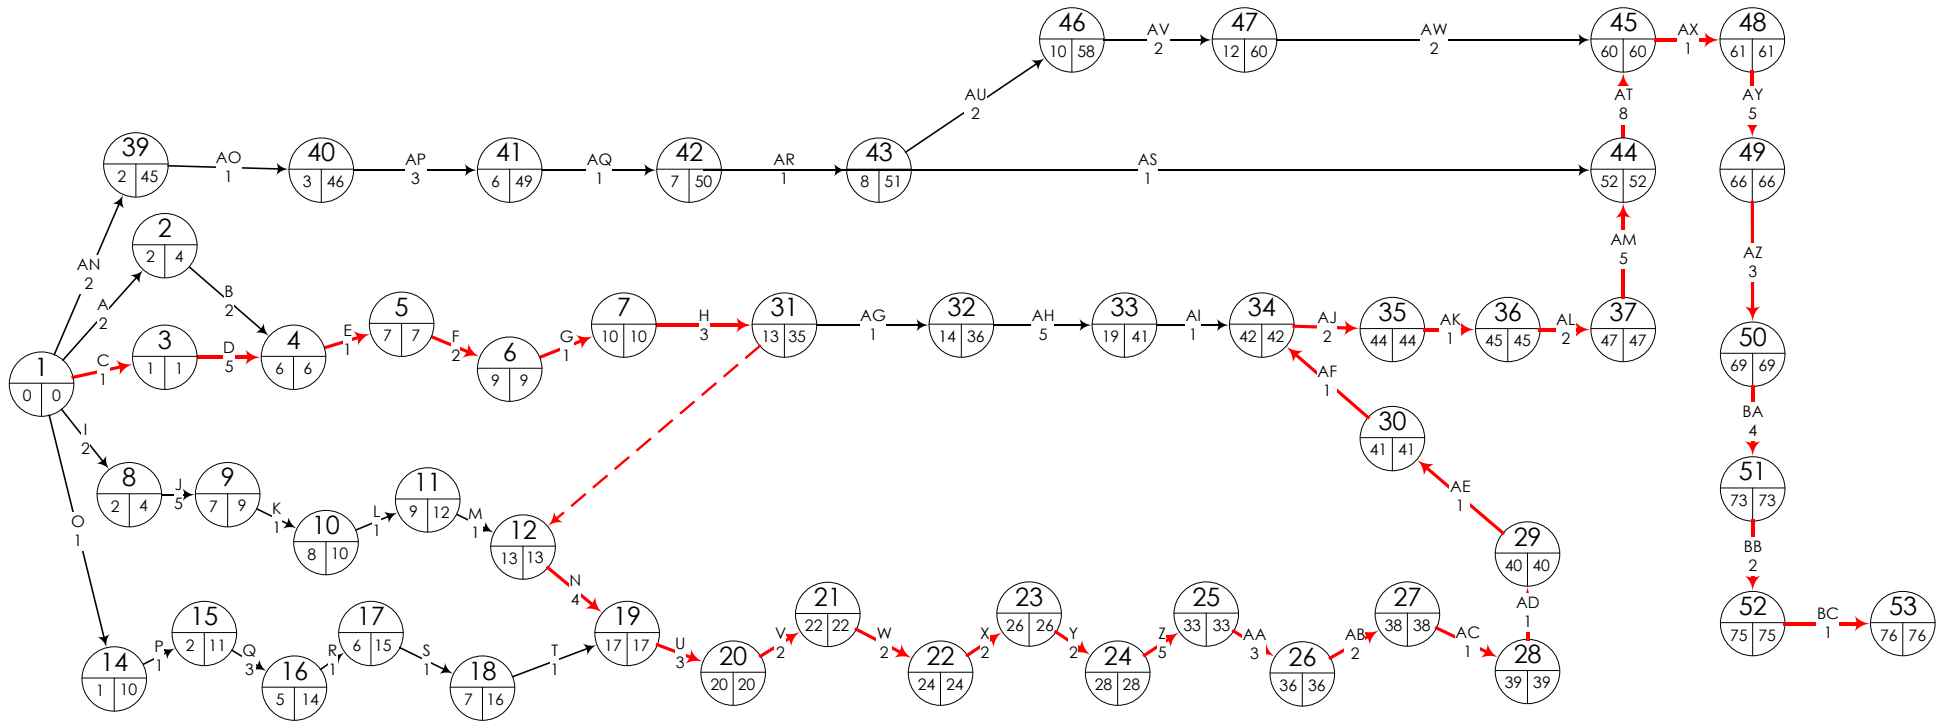 46
10 58
AV
2
47
12 60
AW
2
45
60 60
AX
1
48
61 61
AU
2
AT
8
AY
5
39
2 45
AO
1
40
3 46
AP
3
41
6 49
AQ
1
42
7 50
AR
1
43
8 51
AS
1
44
52 52
49
66 66
AN
2
2
2 4
A
2
B
2
AM
5
AZ
3
1
0 0
C
1
3
1 1
D
5
4
6 6
E
1
5
7 7
F
2
6
9 9
G
1
7
10 10
H
3
31
13 35
AG
1
32
14 36
AH
5
33
19 41
AI
1
34
42 42
AJ
2
35
44 44
AK
1
36
45 45
AL
2
37
47 47
50
69 69
AF
1
30
41 41
BA
4
I
2
8
2 4
J
5
9
7 9
K
1
10
8 10
L
1
11
9 12
M
1
12
13 13
N
4
AE
1
29
40 40
51
73 73
BB
2
O
1
14
1 10
P
1
15
2 11
Q
3
16
5 14
R
1
17
6 15
S
1
18
7 16
T
1
19
17 17
U
3
20
20 20
V
2
21
22 22
W
2
22
24 24
X
2
23
26 26
Y
2
24
28 28
Z
5
25
33 33
AA
3
26
36 36
AB
2
27
38 38
AC
1
28
39 39
AD
1
52
75 75
BC
1
53
76 76